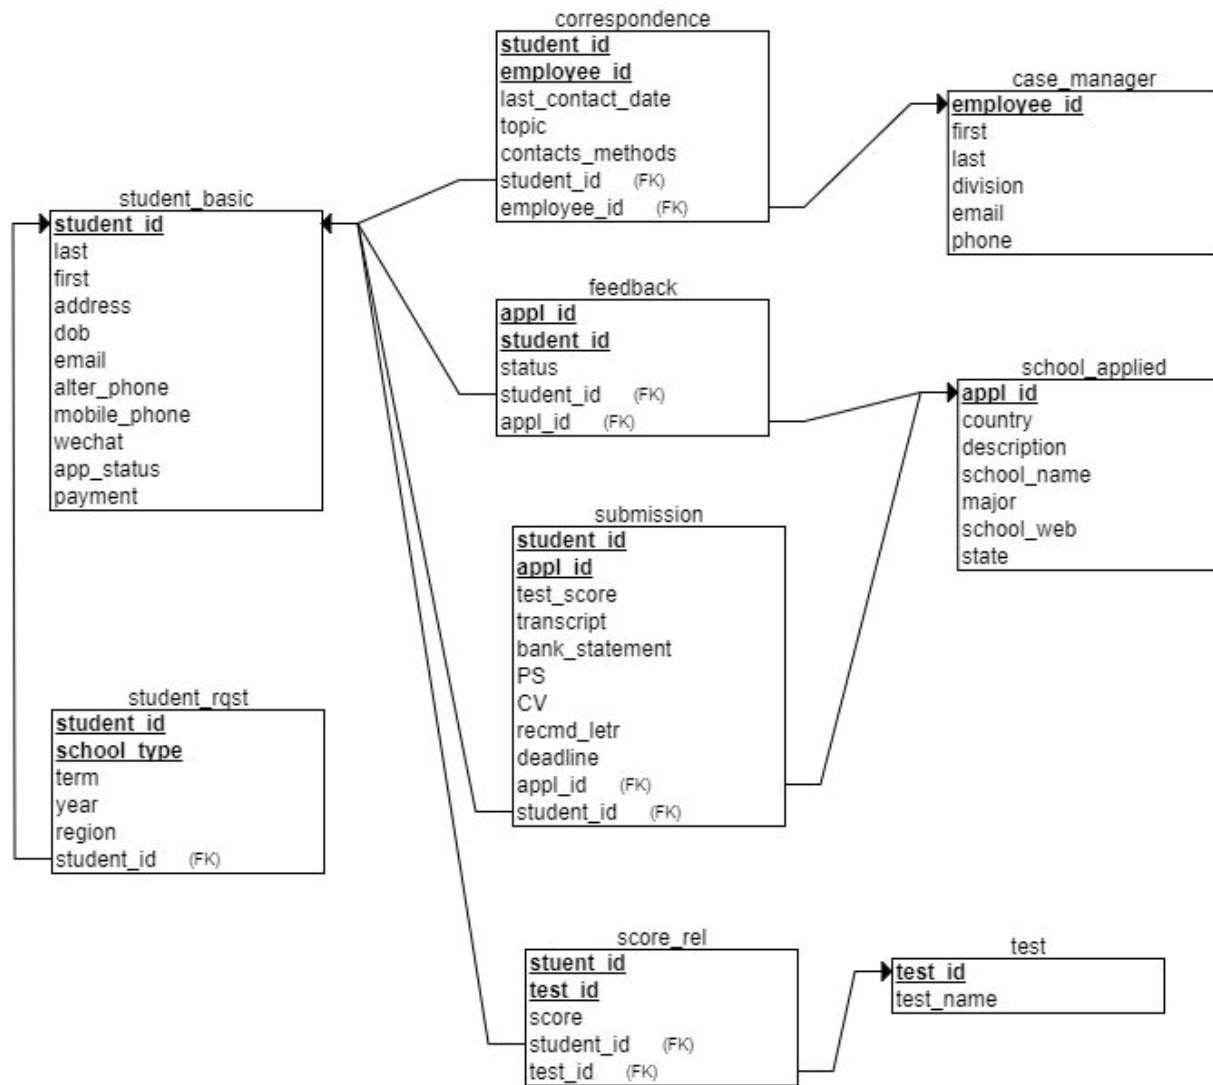 correspondence
student_id
employee_id
last_contact_date
topic
contacts_methods
student_id (FK)
employee_id (FK)
case_manager
employee_id
first
last
division
email
phone
student_basic
student_id
last
first
address
dob
email
alter_phone
mobile_phone
wechat
app_status
payment
feedback
appl_id
student_id
status
student_id (FK)
appl_id (FK)
school_applied
appl_id
country
description
school_name
major
school_web
state
submission
student_id
appl_id
test_score
transcript
bank_statement
PS
CV
recmd_letr
deadline
appl_id (FK)
student_id (FK)
student_rqst
student_id
school_type
term
year
region
student_id (FK)
score_rel
stuent_id
test_id
score
student_id (FK)
test_id (FK)
test
test_id
test_name